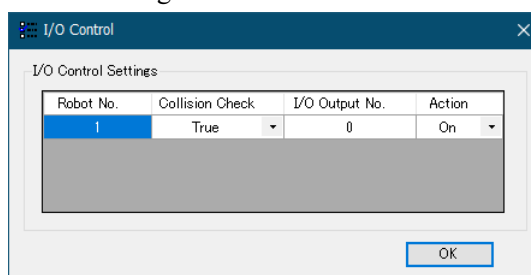 I/O Control
I/O Control Settings
Robot No. Collision Check I/O Output No. Action
1 True 0 On
OK